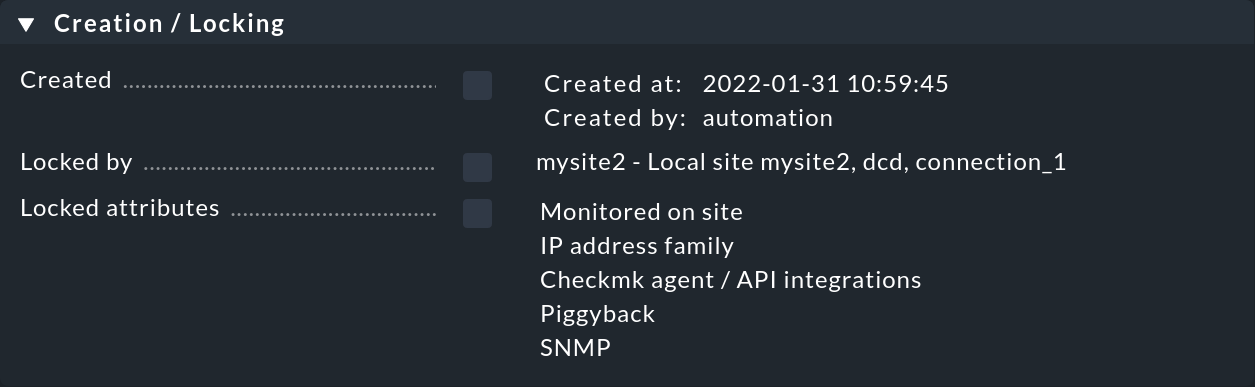 Creation / Locking
Created
Created at: 2022-01-31 10:59:45
Created by: automation
Locked by
mysite2 - Local site mysite2, dcd, connection_1
Locked attributes
Monitored on site
IP address family
Checkmk agent / API integrations
Piggyback
SNMP